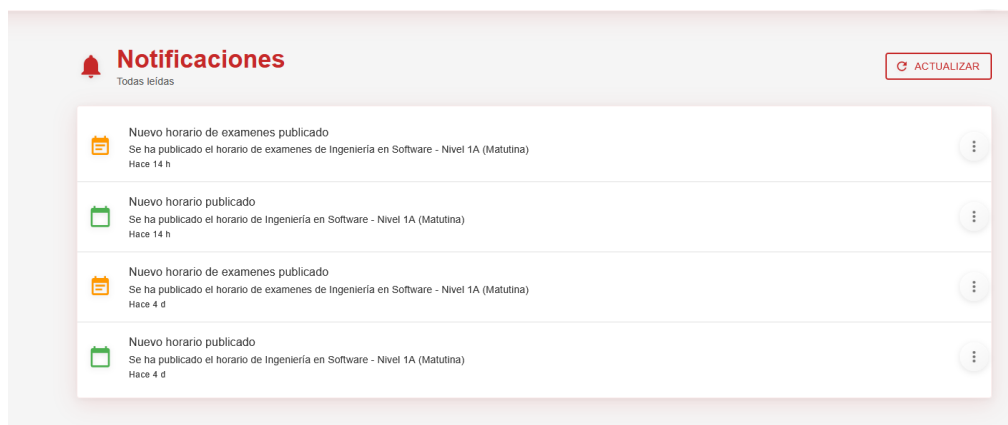 Notificaciones
Todas leídas
ACTUALIZAR
Nuevo horario de examenes publicado
Se ha publicado el horario de examenes de Ingeniería en Software - Nivel 1A (Matutina)
Hace 14 h
Nuevo horario publicado
Se ha publicado el horario de Ingeniería en Software - Nivel 1A (Matutina)
Hace 14 h
Nuevo horario de examenes publicado
Se ha publicado el horario de examenes de Ingeniería en Software - Nivel 1A (Matutina)
Hace 4 d
Nuevo horario publicado
Se ha publicado el horario de Ingeniería en Software - Nivel 1A (Matutina)
Hace 4 d